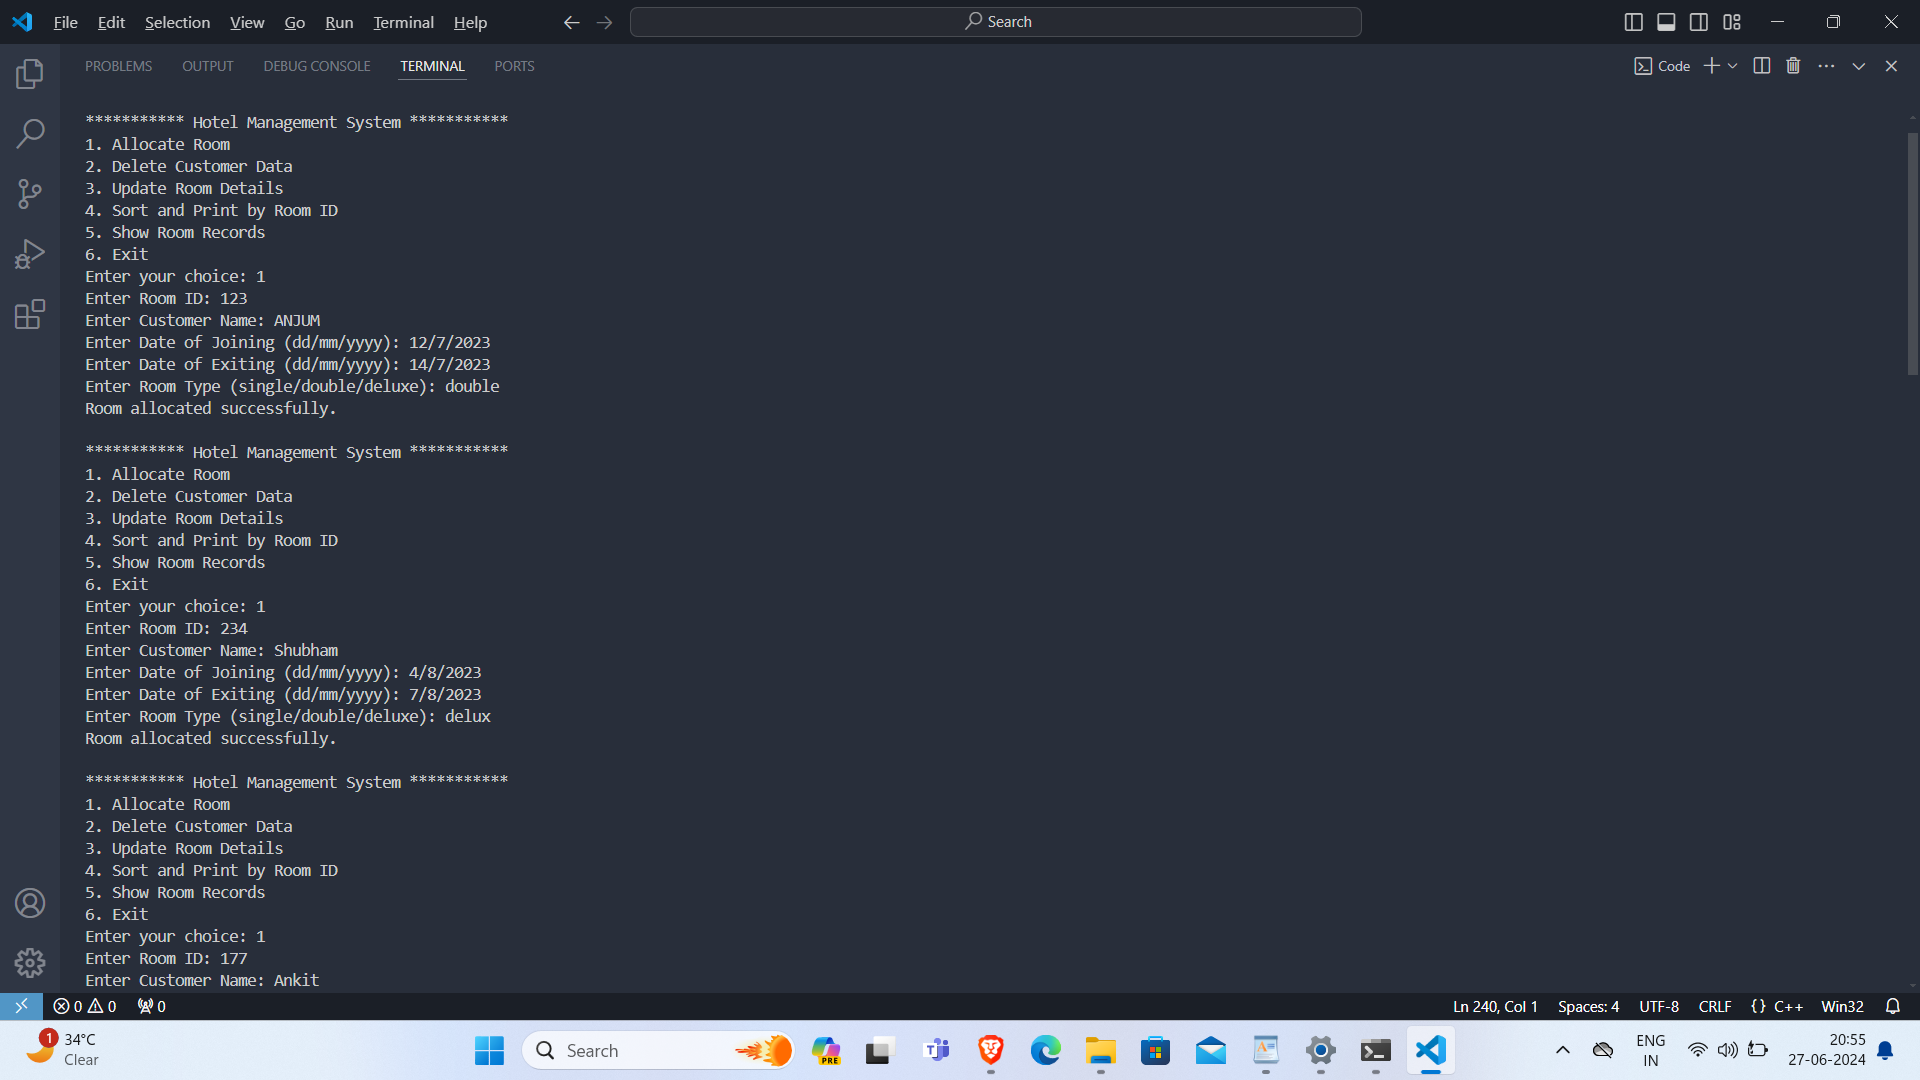 File Edit Selection View Go Run Terminal Help
Search
PROBLEMS OUTPUT DEBUG CONSOLE TERMINAL PORTS
Code
*********** Hotel Management System ***********
1. Allocate Room
2. Delete Customer Data
3. Update Room Details
4. Sort and Print by Room ID
5. Show Room Records
6. Exit
Enter your choice: 1
Enter Room ID: 123
Enter Customer Name: ANJUM
Enter Date of Joining (dd/mm/yyyy): 12/7/2023
Enter Date of Exiting (dd/mm/yyyy): 14/7/2023
Enter Room Type (single/double/deluxe): double
Room allocated successfully.
*********** Hotel Management System ***********
1. Allocate Room
2. Delete Customer Data
3. Update Room Details
4. Sort and Print by Room ID
5. Show Room Records
6. Exit
Enter your choice: 1
Enter Room ID: 234
Enter Customer Name: Shubham
Enter Date of Joining (dd/mm/yyyy): 4/8/2023
Enter Date of Exiting (dd/mm/yyyy): 7/8/2023
Enter Room Type (single/double/deluxe): delux
Room allocated successfully.
*********** Hotel Management System ***********
1. Allocate Room
2. Delete Customer Data
3. Update Room Details
4. Sort and Print by Room ID
5. Show Room Records
6. Exit
Enter your choice: 1
Enter Room ID: 177
Enter Customer Name: Ankit
0 0 0
Ln 240, Col 1 Spaces: 4 UTF-8 CRLF {} C++ Win32
1
34°C
Clear
Search
PRE
ENG
IN
20:55
27-06-2024